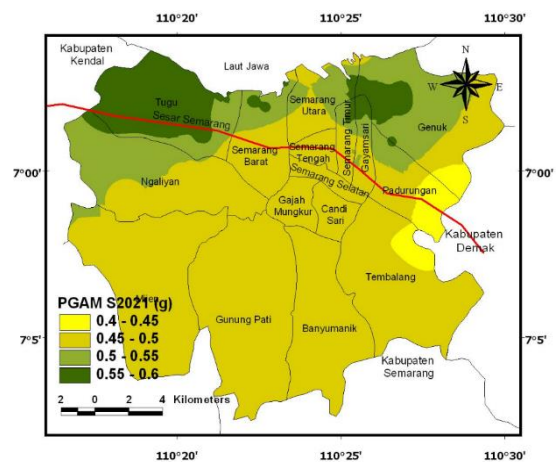 110°20' 110°25' 110°30'
Kabupaten
Kendal
Laut Jawa
N
W E
S
Tugu
Sesar Semarang
Semarang
Utara
Semarang Timur
Gayamsari
Genuk
7°00'
7°00'
Semarang
Barat
Semarang
Tengah
Semarang Selatan
Ngaliyan
Padurungan
Gajah
Mungkur
Candi
Sari
Kabupaten
Demak
Tembalang
PGAM S2021 (g)
Mijen
0.4 - 0.45
0.45 - 0.5
0.5 - 0.55
0.55 - 0.6
Gunung Pati
Banyumanik
7°5'
7°5'
Kabupaten
Semarang
2 0 2 4 Kilometers
110°20' 110°25' 110°30'